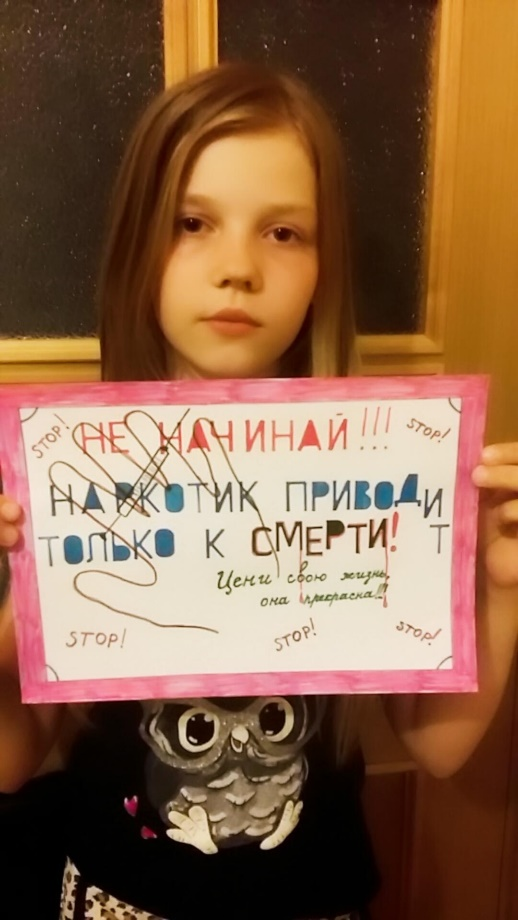 STOP! НЕ НАЧИНАЙ!!! STOP!
НАРКОТИК ПРИВОДИ
ТОЛЬКО К СМЕРТИ! Т
Цени свою жизнь,
она прекрасна!!!
STOP! STOP! STOP!